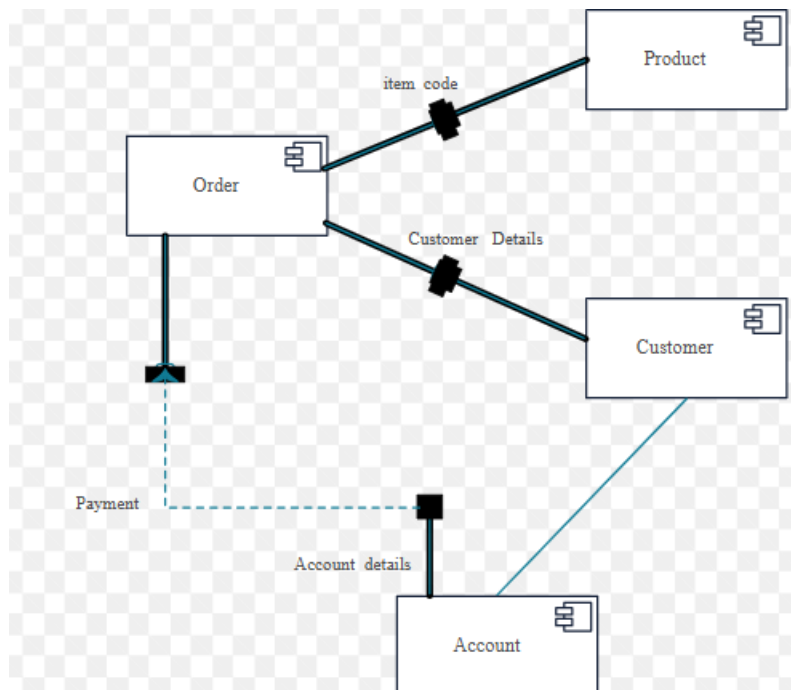 Product
item code
Order
Customer Details
Customer
Payment
Account details
Account